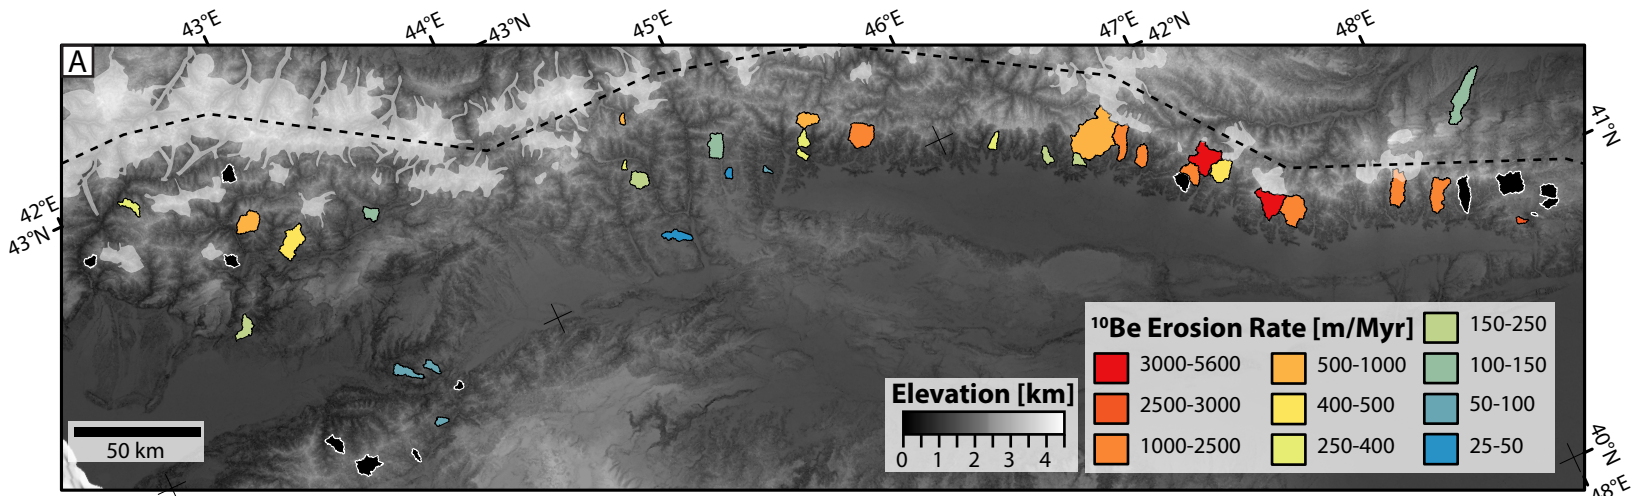 43°E
44°E
43°N
45°E
46°E
47°E
42°N
48°E
A
41°N
42°E
43°N
¹⁰Be Erosion Rate [m/Myr]
3000-5600
2500-3000
1000-2500
500-1000
400-500
250-400
150-250
100-150
50-100
25-50
Elevation [km]
0 1 2 3 4
50 km
40°N
48°E